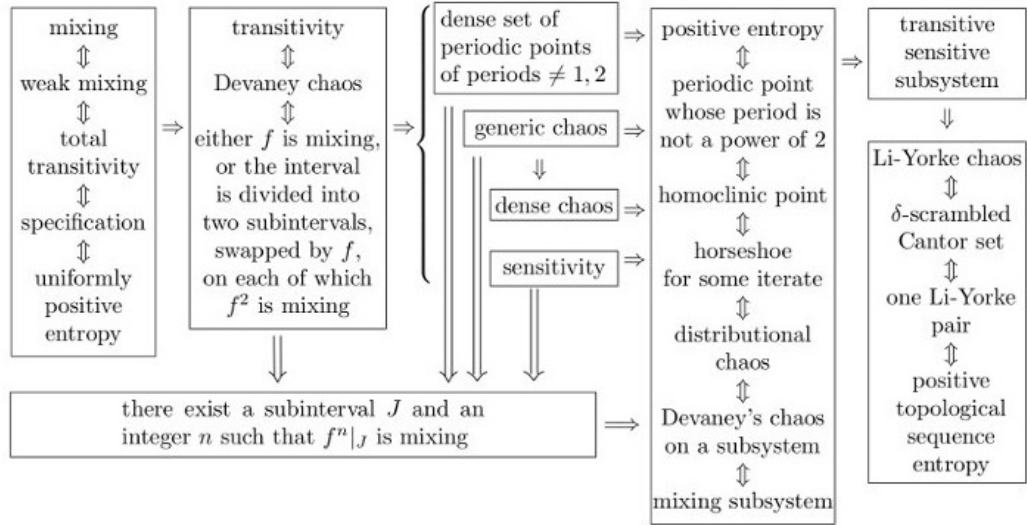 mixing
⇕
weak mixing
⇕
total
transitivity
⇕
specification
⇕
uniformly
positive
entropy
⇒
transitivity
⇕
Devaney chaos
⇕
either f is mixing,
or the interval
is divided into
two subintervals,
swapped by f,
on each of which
f² is mixing
⇒
dense set of
periodic points
of periods ≠ 1, 2
⇒
generic chaos
⇒
⇓
dense chaos
⇒
sensitivity
⇒
⇓
⇓
⇓
⇓
there exist a subinterval J and an
integer n such that fⁿ|J is mixing
⇒
positive entropy
⇕
periodic point
whose period is
not a power of 2
⇕
homoclinic point
⇕
horseshoe
for some iterate
⇕
distributional
chaos
⇕
Devaney's chaos
on a subsystem
⇕
mixing subsystem
⇒
transitive
sensitive
subsystem
⇓
Li-Yorke chaos
⇕
δ-scrambled
Cantor set
⇕
one Li-Yorke
pair
⇕
positive
topological
sequence
entropy